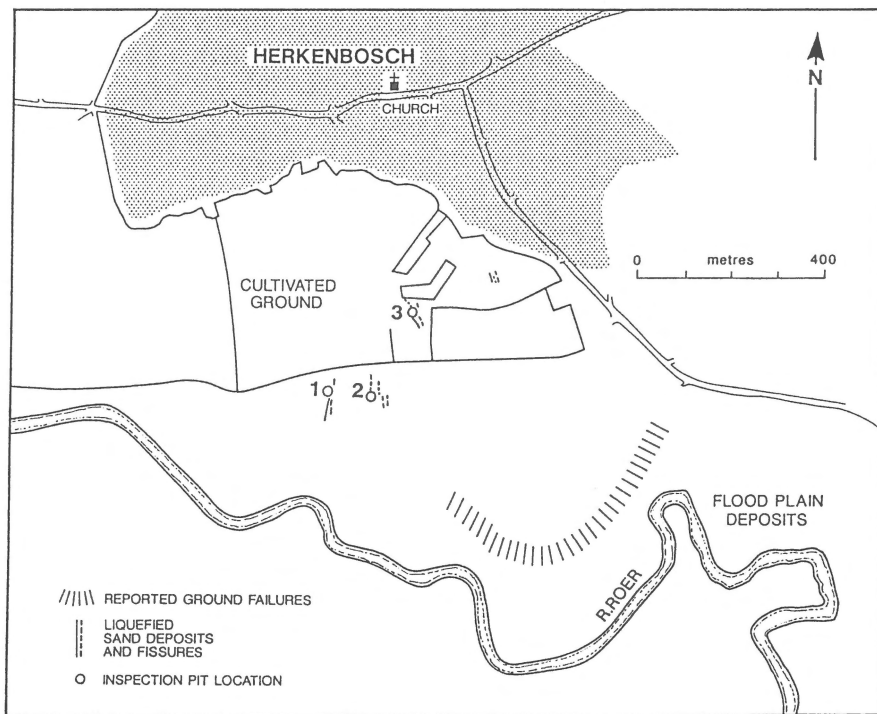 HERKENBOSCH
CHURCH
N
0 metres 400
CULTIVATED
GROUND
3
1
2
FLOOD PLAIN
DEPOSITS
R.ROER
REPORTED GROUND FAILURES
LIQUEFIED
SAND DEPOSITS
AND FISSURES
INSPECTION PIT LOCATION